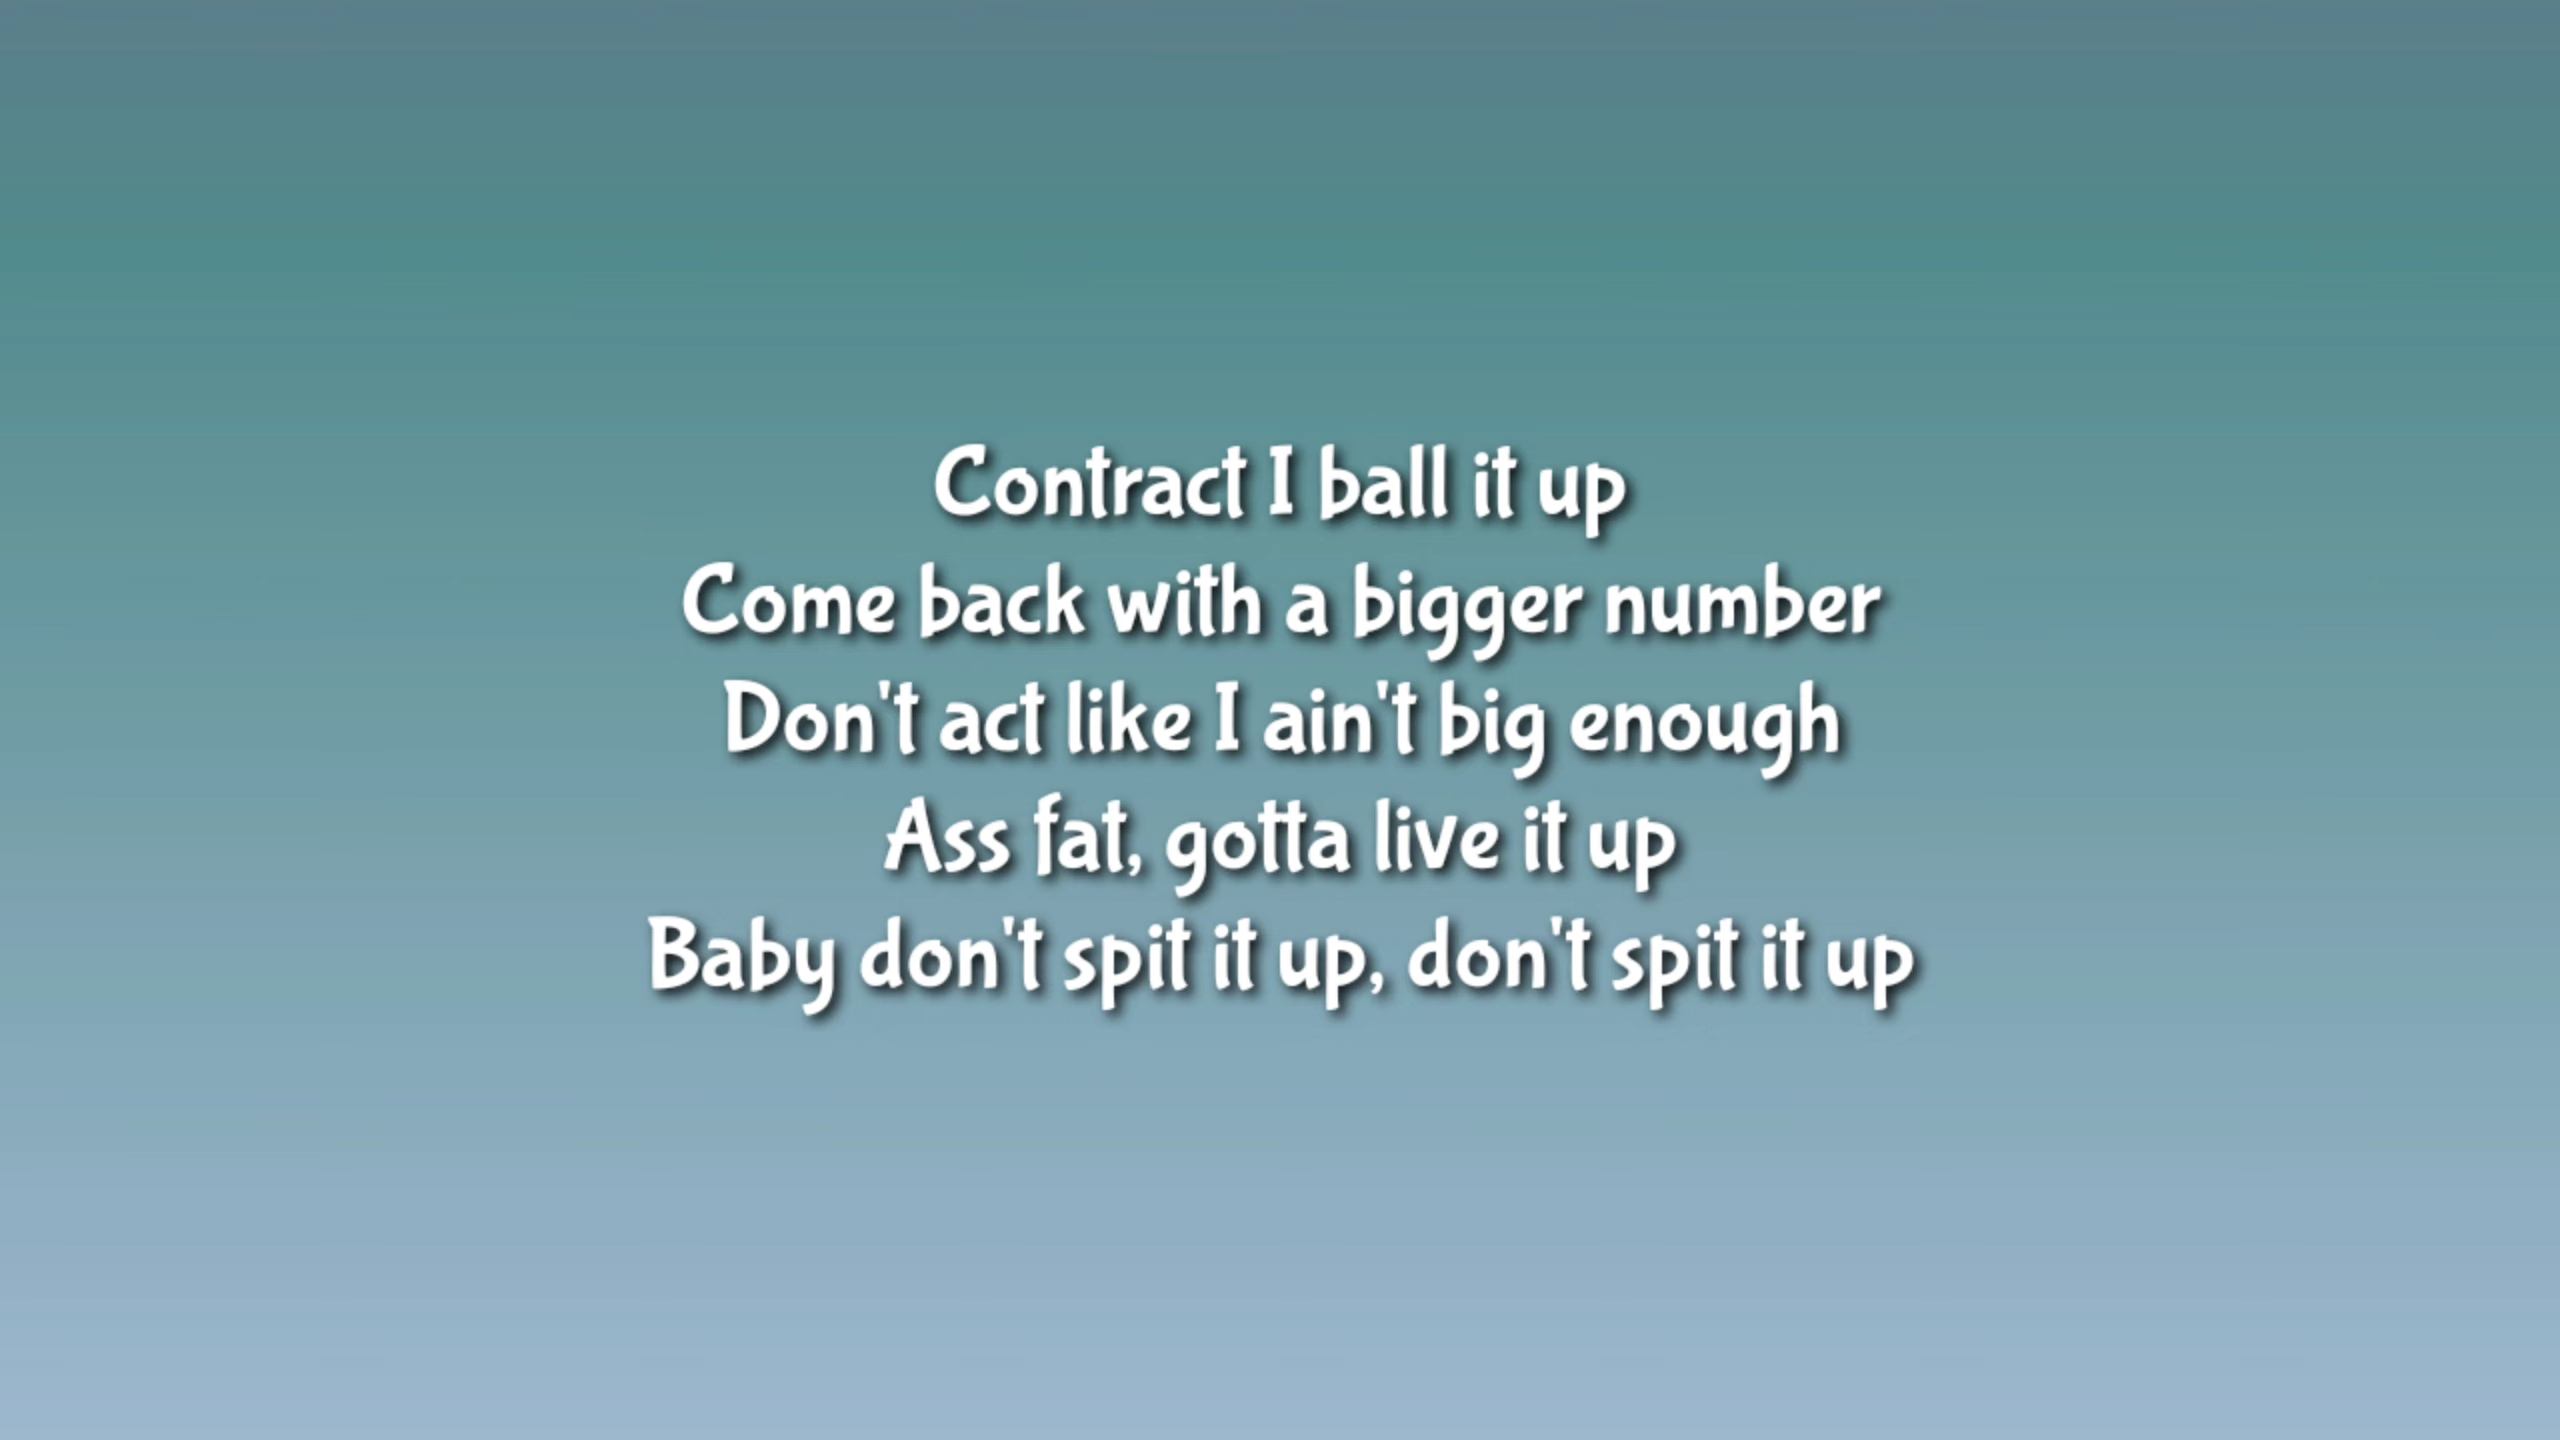 Contract I ball it up
Come back with a bigger number
Don't act like I ain't big enough
Ass fat, gotta live it up
Baby don't spit it up, don't spit it up